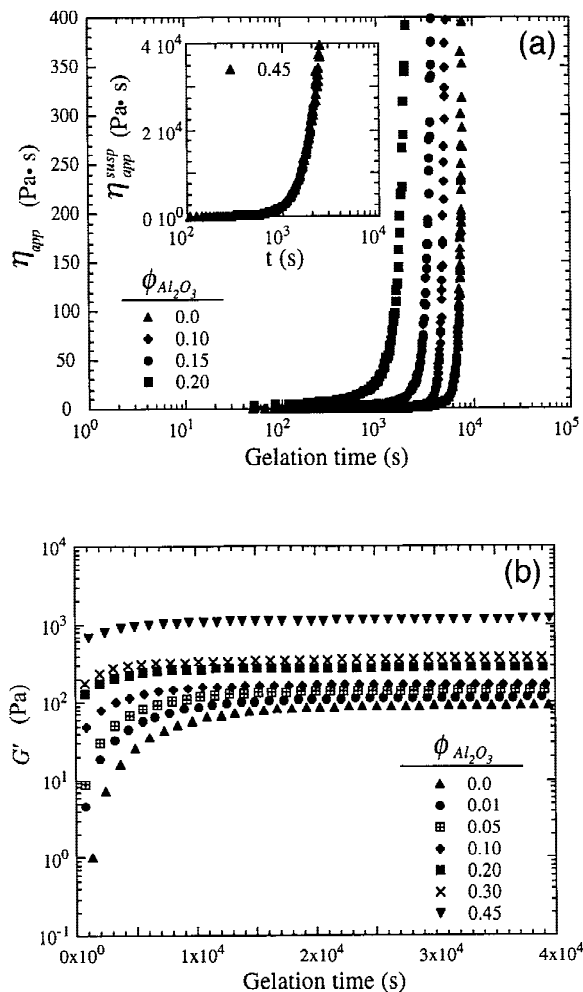 (a)
400
350
300
250
200
150
100
50
0
η_app (Pa• s)
4 10^4
2 10^4
0 10^0
η_app^susp (Pa• s)
0.45
10^2 10^3 10^4
t (s)
ϕ_Al2O3
0.0
0.10
0.15
0.20
10^0 10^1 10^2 10^3 10^4 10^5
Gelation time (s)
(b)
10^4
10^3
10^2
10^1
10^0
10^-1
G' (Pa)
ϕ_Al2O3
0.0
0.01
0.05
0.10
0.20
0.30
0.45
0x10^0 1x10^4 2x10^4 3x10^4 4x10^4
Gelation time (s)